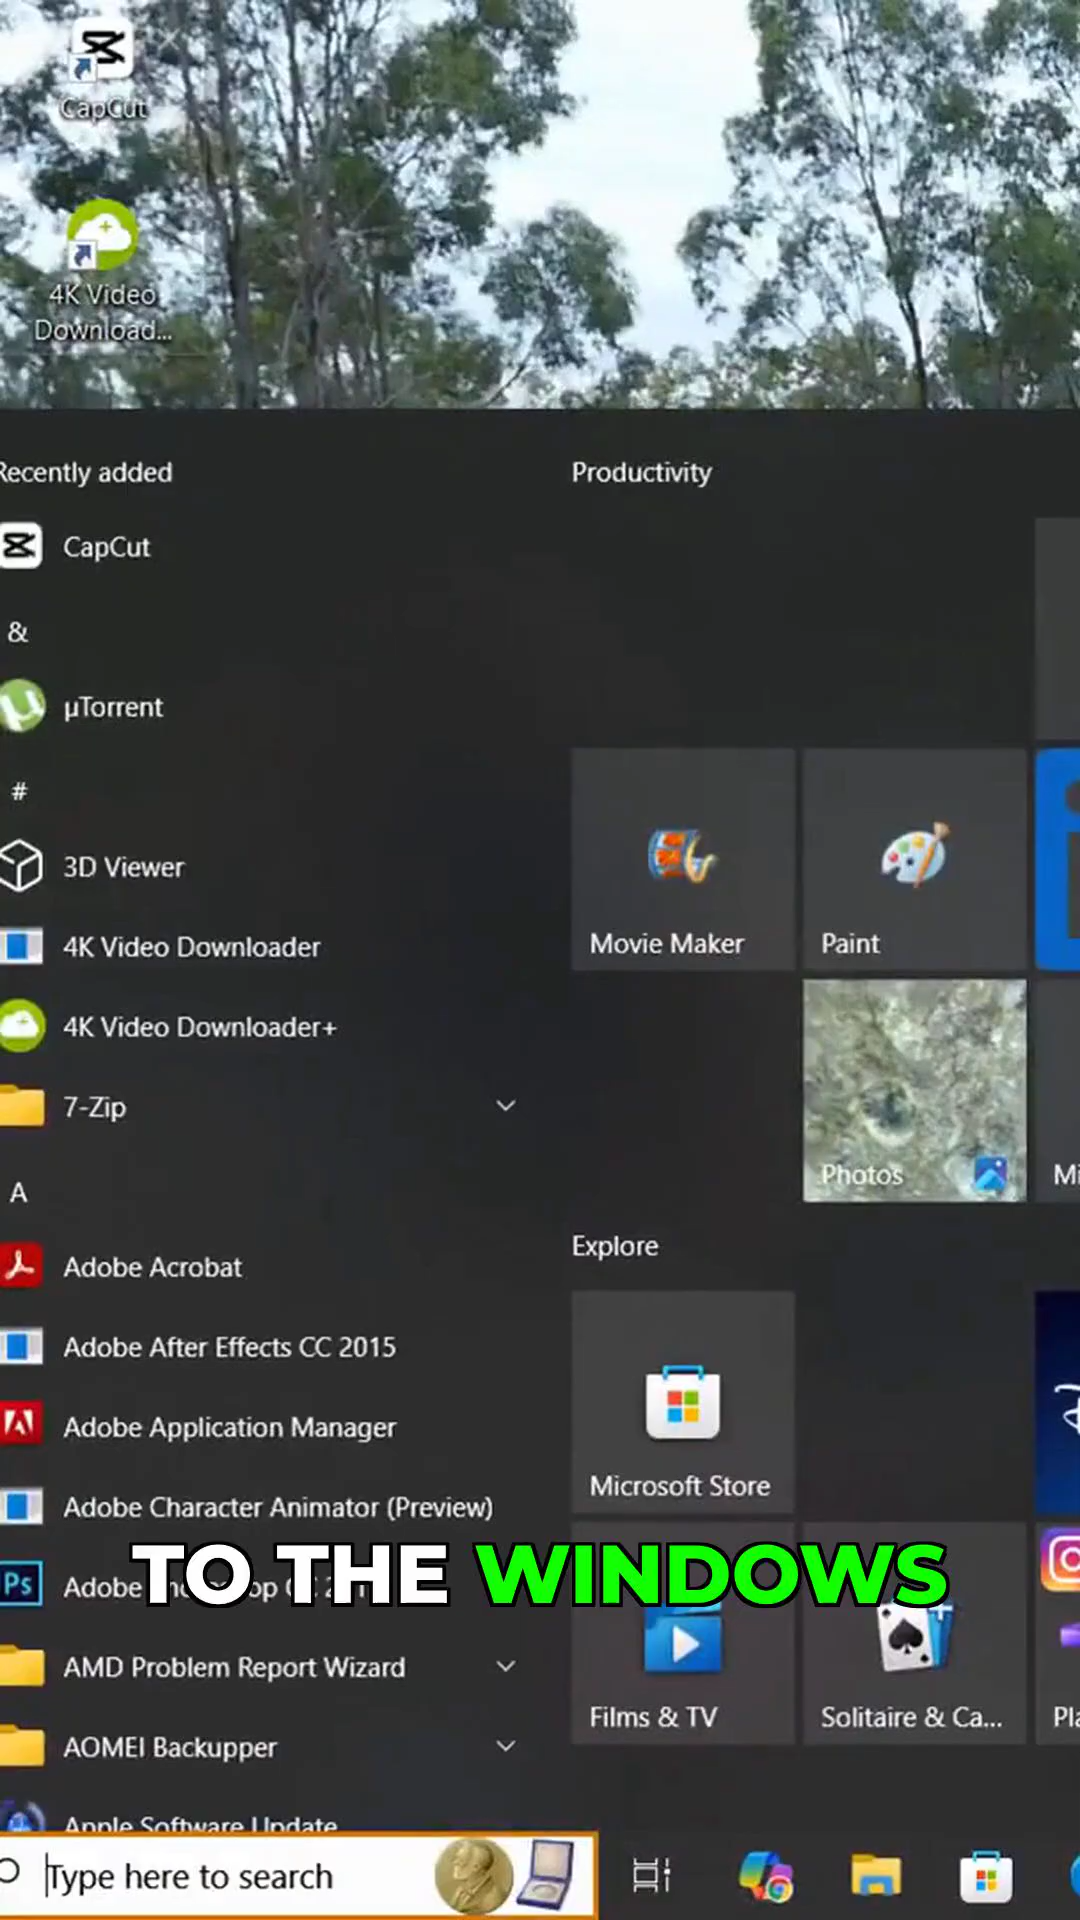 CapCut
4K Video
Download...
Recently added
CapCut
&
µTorrent
#
3D Viewer
4K Video Downloader
4K Video Downloader+
7-Zip
A
Adobe Acrobat
Adobe After Effects CC 2015
Adobe Application Manager
Adobe Character Animator (Preview)
Ps
Adobe
AMD Problem Report Wizard
AOMEI Backupper
Apple Software Update
Productivity
Movie Maker
Paint
Photos
Mi
Explore
Microsoft Store
Films & TV
Solitaire & Ca...
Pla
TO THE WINDOWS
Type here to search